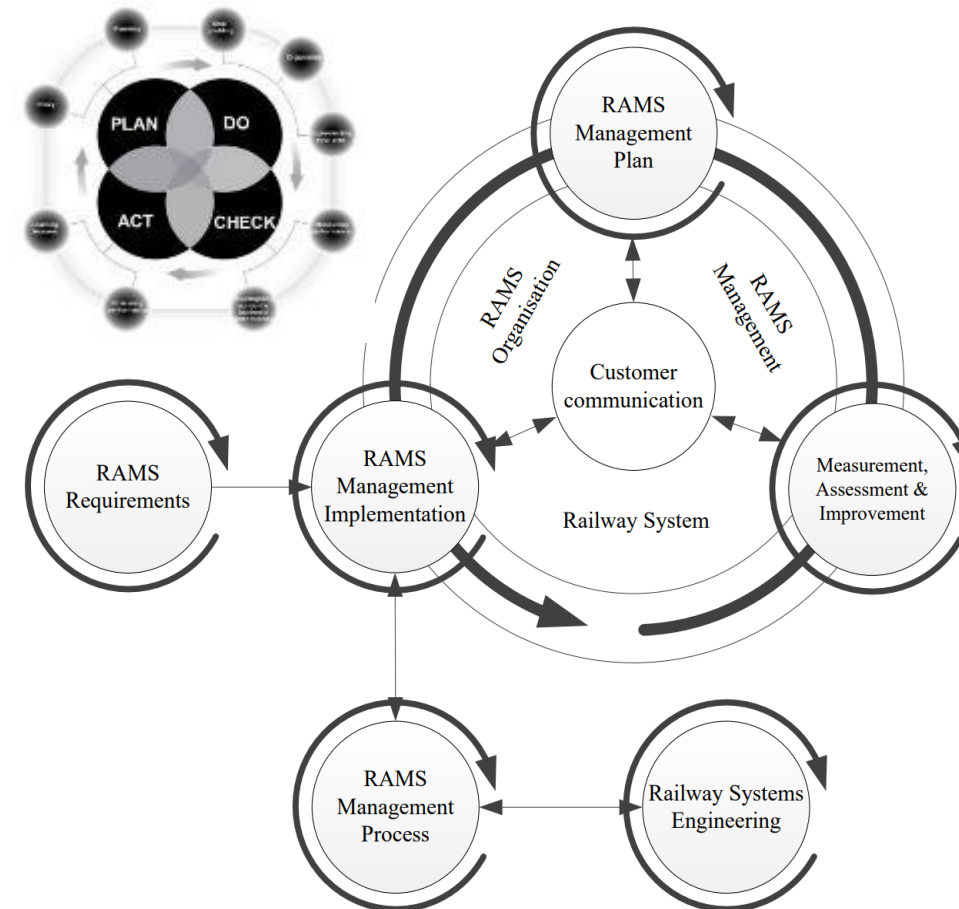 PLAN
DO
ACT
CHECK
RAMS
Management
Plan
RAMS
Organisation
RAMS
Management
Customer
communication
RAMS
Requirements
RAMS
Management
Implementation
Measurement,
Assessment &
Improvement
Railway System
RAMS
Management
Process
Railway Systems
Engineering